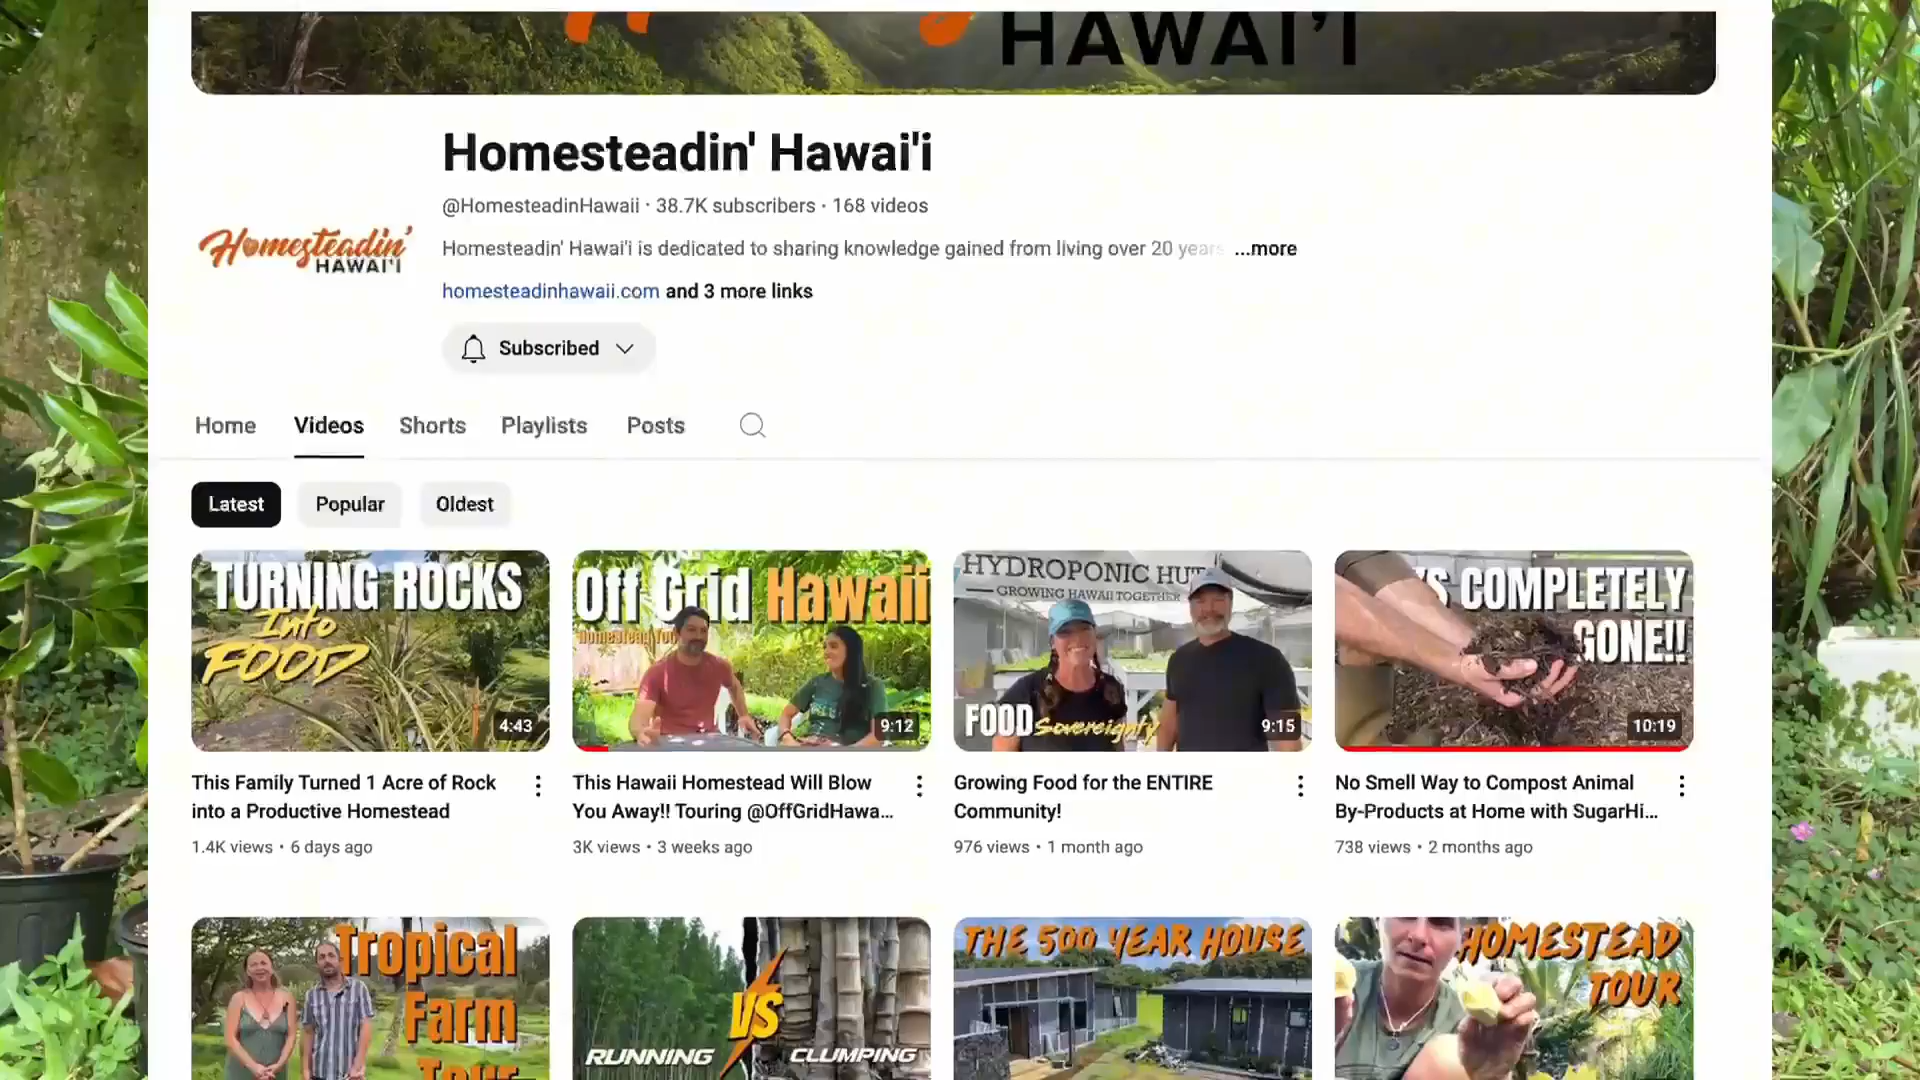 HAWAI'I
Homesteadin' Hawai'i
@HomesteadinHawaii · 38.7K subscribers · 168 videos
Homesteadin'
HAWAI'I
Homesteadin' Hawai'i is dedicated to sharing knowledge gained from living over 20 years ...more
homesteadinhawaii.com and 3 more links
Subscribed
Home Videos Shorts Playlists Posts
Latest Popular Oldest
TURNING ROCKS
Into
FOOD
4:43
Off Grid Hawaii
Homestead Tour
9:12
HYDROPONIC HUT
GROWING HAWAII TOGETHER
FOOD Sovereignty
9:15
COMPLETELY
GONE!!
10:19
This Family Turned 1 Acre of Rock
into a Productive Homestead
1.4K views • 6 days ago
This Hawaii Homestead Will Blow
You Away!! Touring @OffGridHawa...
3K views • 3 weeks ago
Growing Food for the ENTIRE
Community!
976 views • 1 month ago
No Smell Way to Compost Animal
By-Products at Home with SugarHi...
738 views • 2 months ago
Tropical
Farm
Tour
RUNNING VS CLUMPING
THE 500 YEAR HOUSE
HOMESTEAD
TOUR